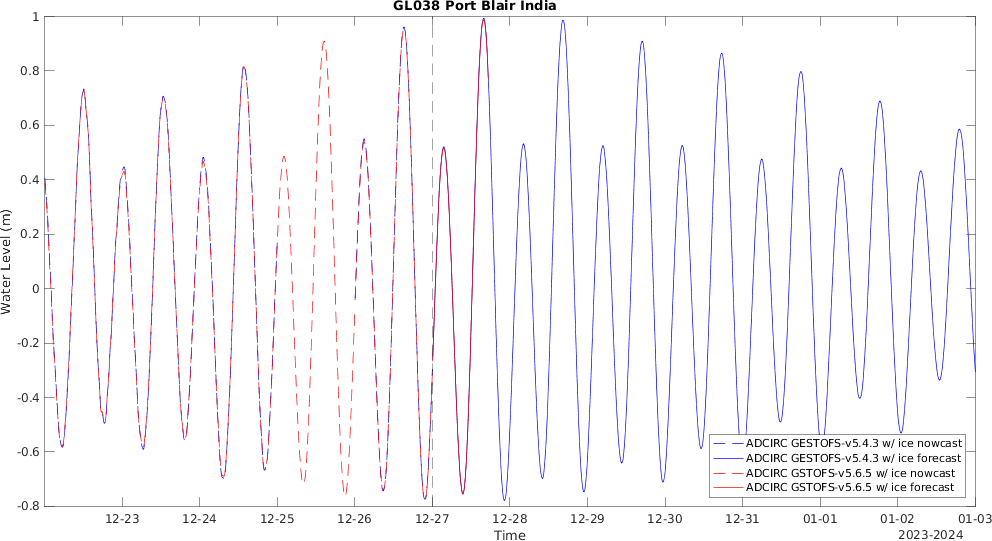 GL038 Port Blair India
1
0.8
0.6
0.4
0.2
0
-0.2
-0.4
-0.6
-0.8
Water Level (m)
ADCIRC GESTOFS-v5.4.3 w/ ice nowcast
ADCIRC GESTOFS-v5.4.3 w/ ice forecast
ADCIRC GSTOFS-v5.6.5 w/ ice nowcast
ADCIRC GSTOFS-v5.6.5 w/ ice forecast
12-23 12-24 12-25 12-26 12-27 12-28 12-29 12-30 12-31 01-01 01-02 01-03
Time
2023-2024